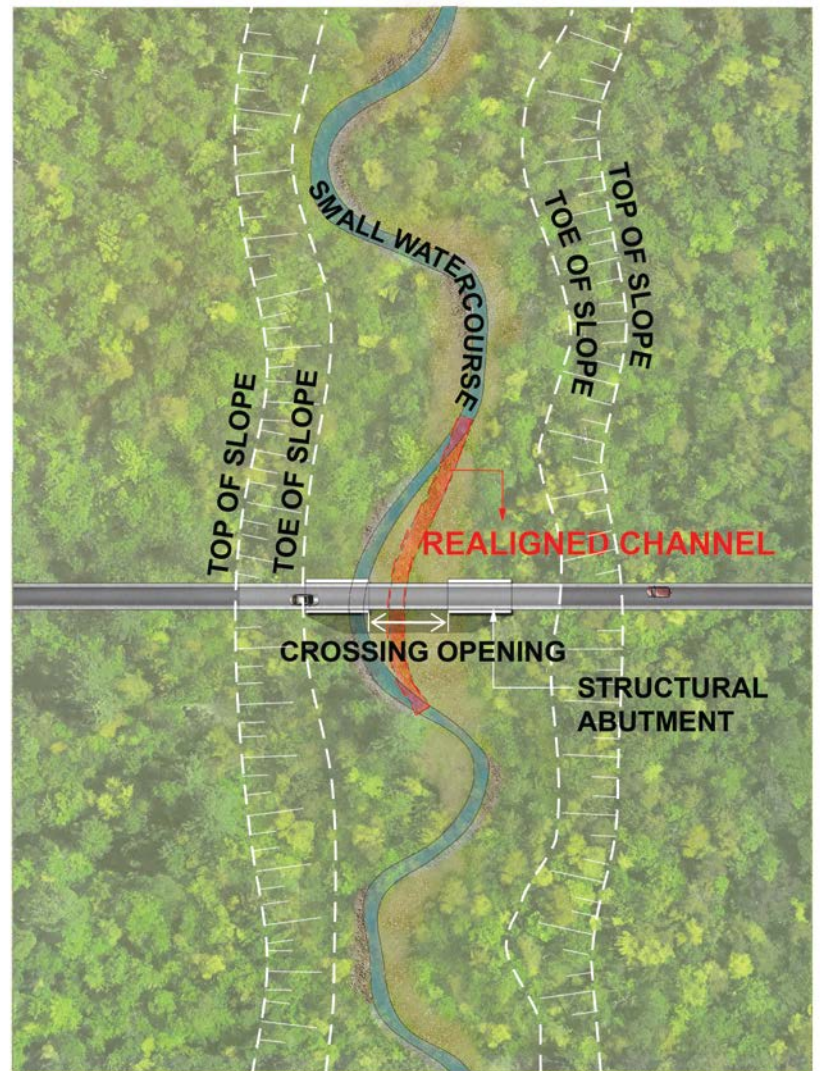 TOP OF SLOPE
TOE OF SLOPE
SMALL WATERCOURSE
TOP OF SLOPE
TOE OF SLOPE
REALIGNED CHANNEL
CROSSING OPENING
STRUCTURAL
ABUTMENT